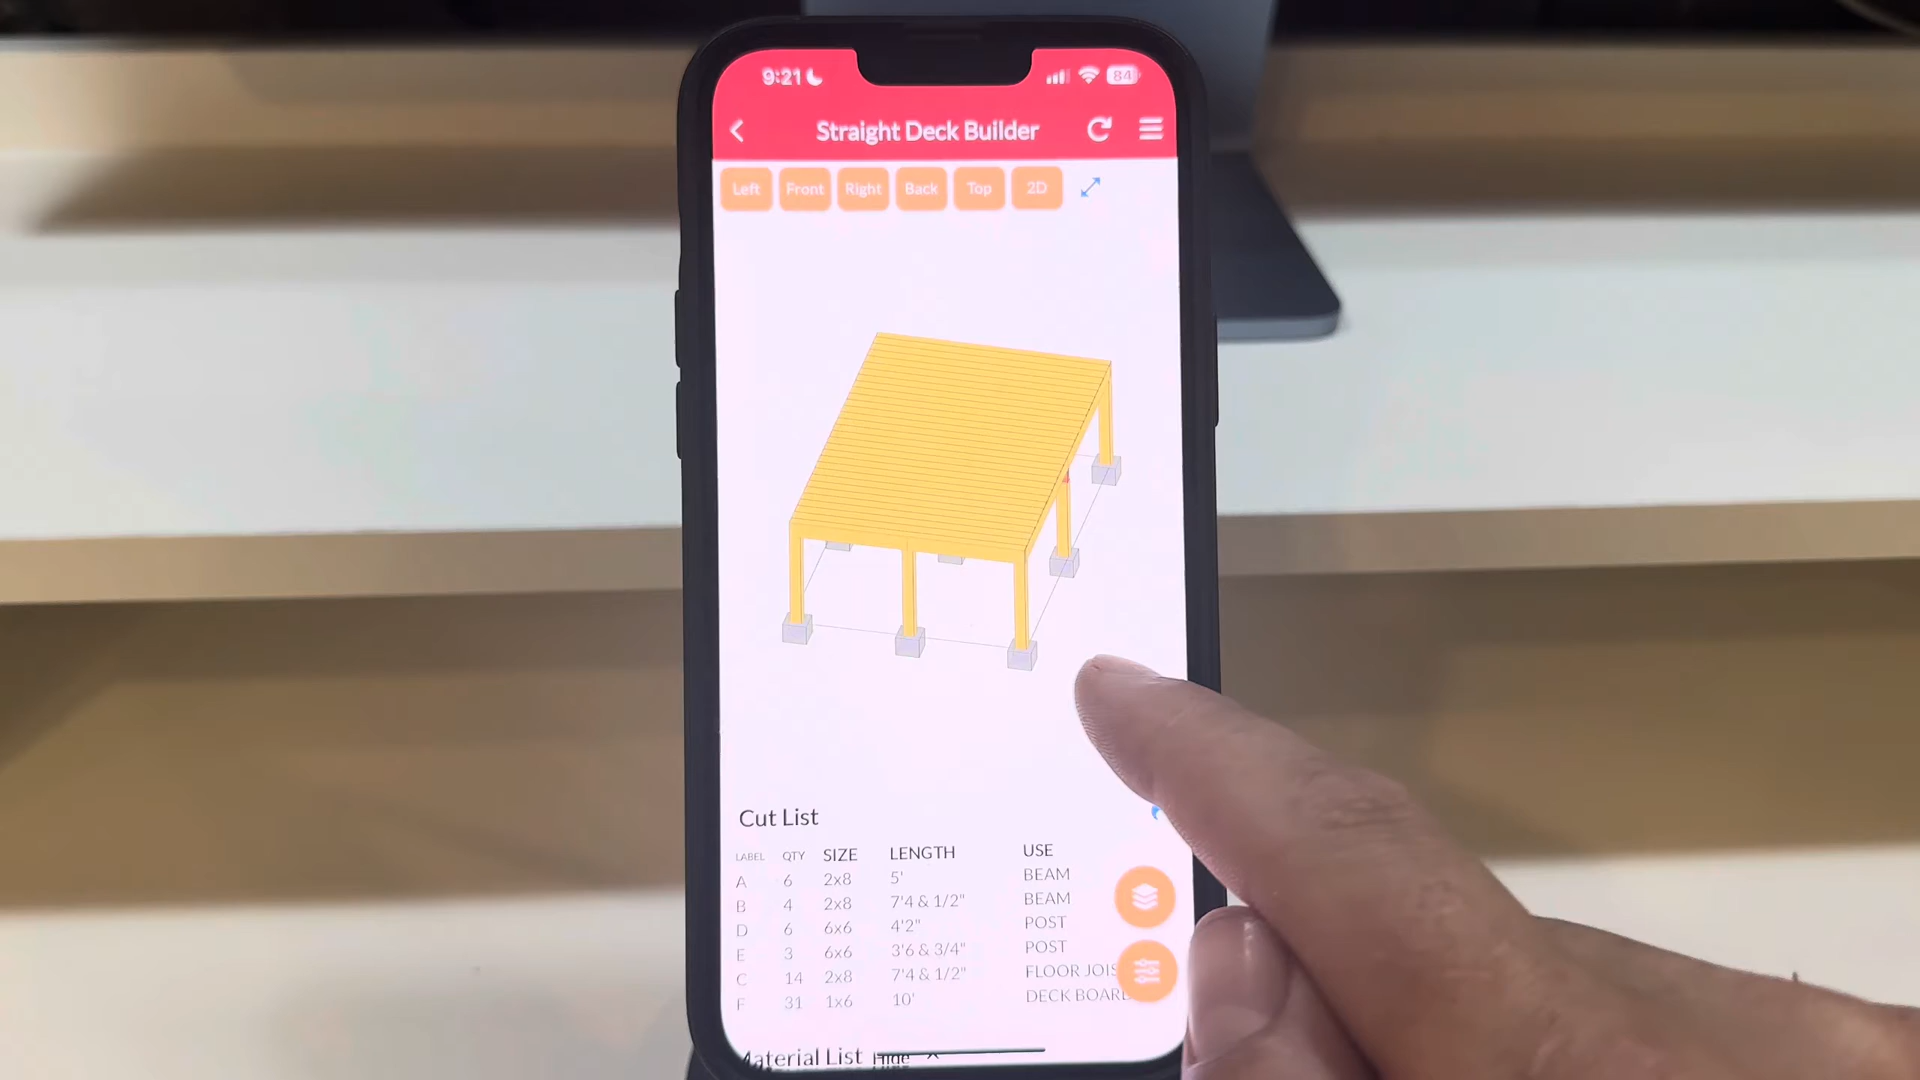 9:21
84
Straight Deck Builder
Left Front Right Back Top 2D
Cut List
LABEL QTY SIZE LENGTH USE
A 6 2x8 5' BEAM
B 4 2x8 7'4 & 1/2" BEAM
D 6 6x6 4'2" POST
E 3 6x6 3'6 & 3/4" POST
C 14 2x8 7'4 & 1/2" FLOOR JOIS
F 31 1x6 10' DECK BOARD
Material List Hide